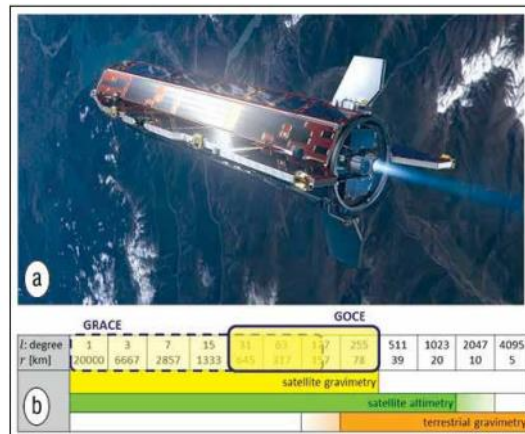 a
GRACE GOCE
l: degree 1 3 7 15 31 63 127 255 511 1023 2047 4095
r [km] 20000 6667 2857 1333 645 317 157 78 39 20 10 5
satellite gravimetry
b satellite altimetry
terrestrial gravimetry